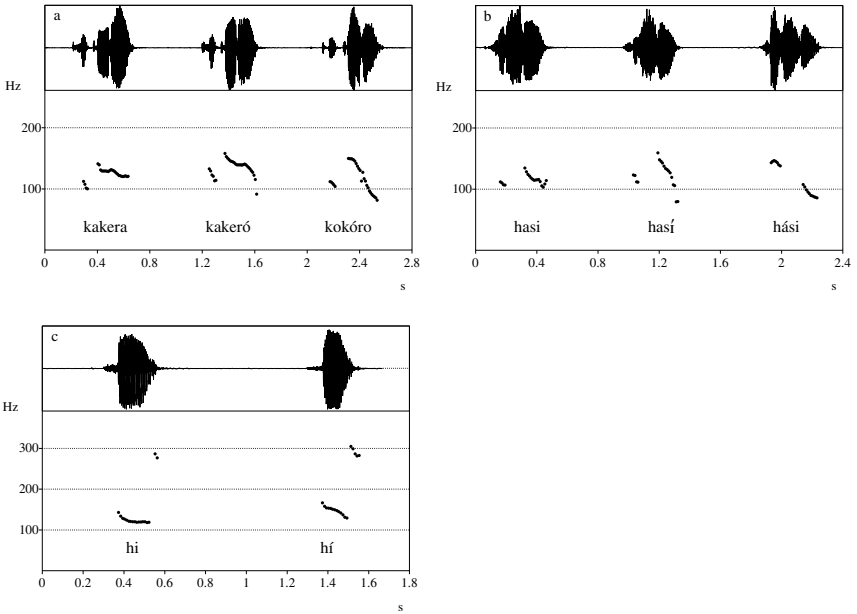 a
Hz
200
100
kakera kakeró kokóro
0 0.4 1.2 1.6 2 2.4 2.8
s
b
200
100
hasi hasí hási
0 0.4 0.8 1.2 1.6 2 2.4
s
c
Hz
300
200
100
hi hí
0 0.2 0.4 0.6 0.8 1 1.2 1.4 1.6 1.8
s
Hz